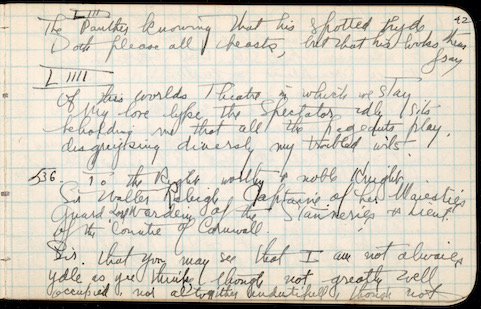 42
LIII
The Panther knowing that his spotted hyde
Doth please all beasts, but that his looks them
fray
LIIII
Of this worlds Theatre in which we stay
My love lyke the Spectator ydly sits
beholding me that all the pageants play,
disguysing diversly my troubled wits.
536. To the Right worthy & noble Knight
Sir Walter Raleigh, Captaine of her Majesties
Guard Lord Warden of the Stanneries & Lieut
of the Countie of Cornwall.
Sir, that you may see that I am not alwaies
ydle as yee thinke, though not greatly well
occupied, nor altogither undutifull, though not